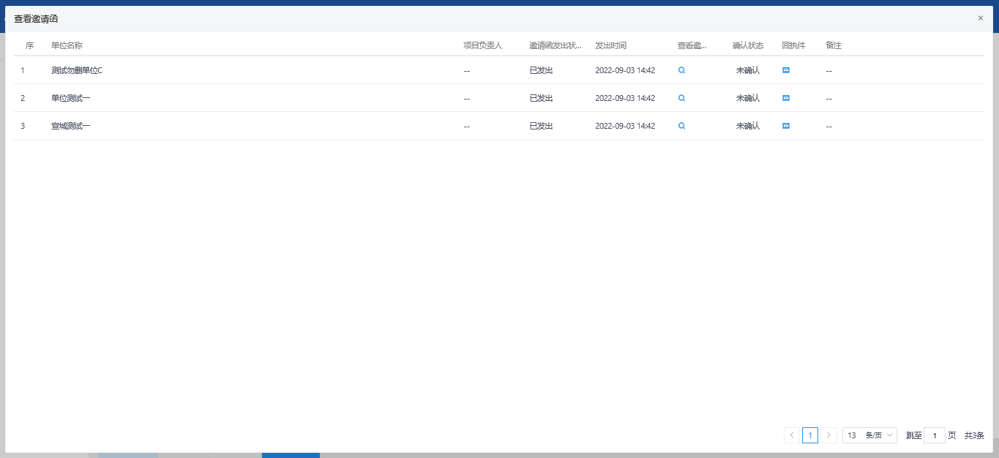 查看邀请函 ×
序 单位名称 项目负责人 邀请函发出状... 发出时间 查看邀... 确认状态 回执件 备注
1 测试勿删单位C -- 已发出 2022-09-03 14:42 未确认 --
2 单位测试一 -- 已发出 2022-09-03 14:42 未确认 --
3 宣城测试一 -- 已发出 2022-09-03 14:42 未确认 --
1 13 条/页 跳至 1 页 共3条